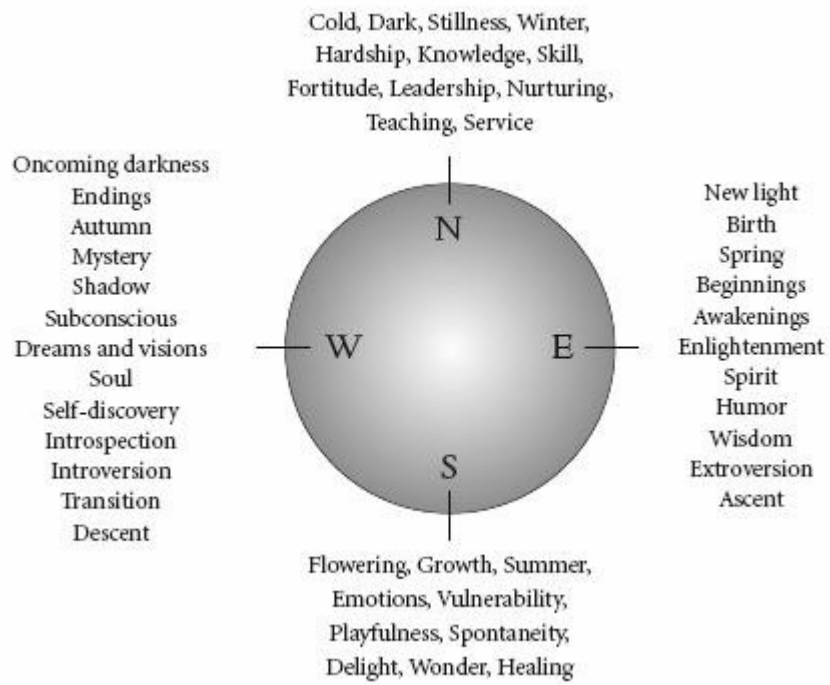 Cold, Dark, Stillness, Winter,
Hardship, Knowledge, Skill,
Fortitude, Leadership, Nurturing,
Teaching, Service
Oncoming darkness
Endings
Autumn
Mystery
Shadow
Subconscious
Dreams and visions
Soul
Self-discovery
Introspection
Introversion
Transition
Descent
N
W
E
S
New light
Birth
Spring
Beginnings
Awakenings
Enlightenment
Spirit
Humor
Wisdom
Extroversion
Ascent
Flowering, Growth, Summer,
Emotions, Vulnerability,
Playfulness, Spontaneity,
Delight, Wonder, Healing